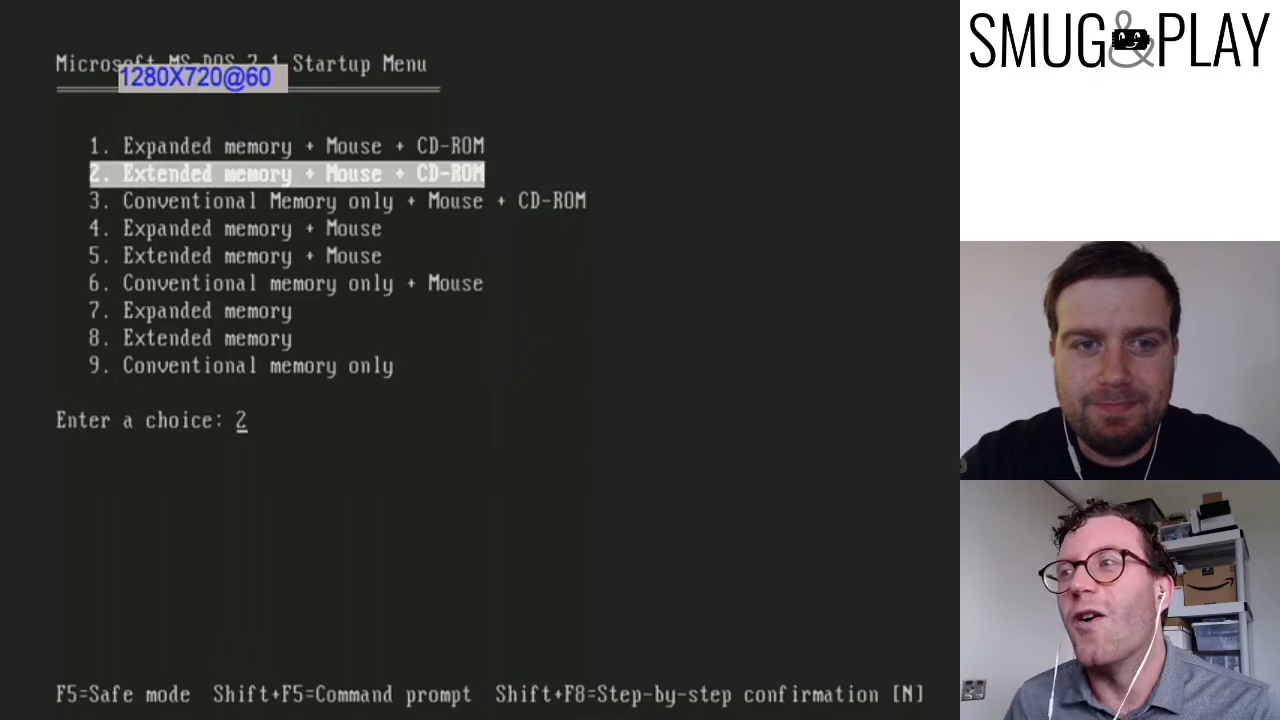 Microsoft MS-DOS 7.1 Startup Menu
1280X720@60
1. Expanded memory + Mouse + CD-ROM
2. Extended memory + Mouse + CD-ROM
3. Conventional Memory only + Mouse + CD-ROM
4. Expanded memory + Mouse
5. Extended memory + Mouse
6. Conventional memory only + Mouse
7. Expanded memory
8. Extended memory
9. Conventional memory only
Enter a choice: 2
F5=Safe mode Shift+F5=Command prompt Shift+F8=Step-by-step confirmation [N]
SMUG&PLAY